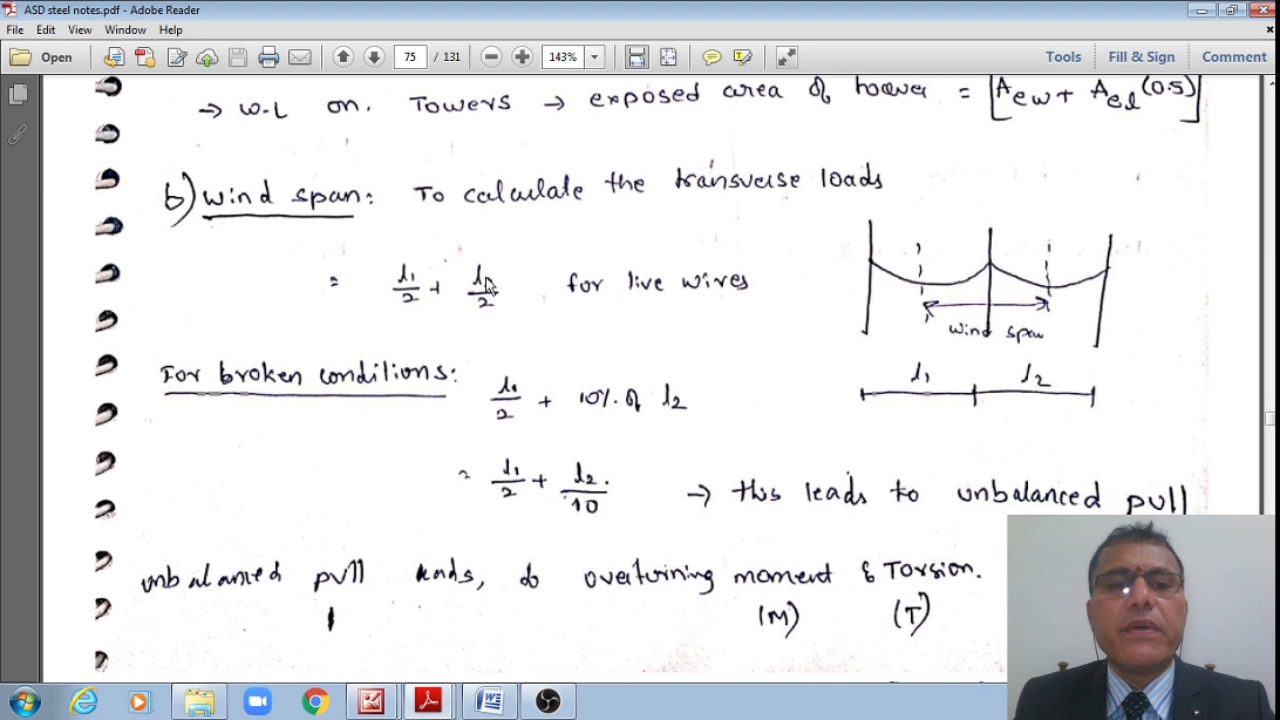 ASD steel notes.pdf - Adobe Reader
File Edit View Window Help
Open 75 / 131 143% Tools Fill & Sign Comment
→ W.L on. Towers → exposed area of tower = [Aew + Ael (0.5)]
b) wind span: To calculate the transverse loads
= l1/2 + l2/2 for live wires
wind span
l1 l2
For broken conditions: l1/2 + 10%. of l2
= l1/2 + l2/10 → this leads to unbalanced pull
unbalanced pull leads, to overturning moment & Torsion.
(M) (T)